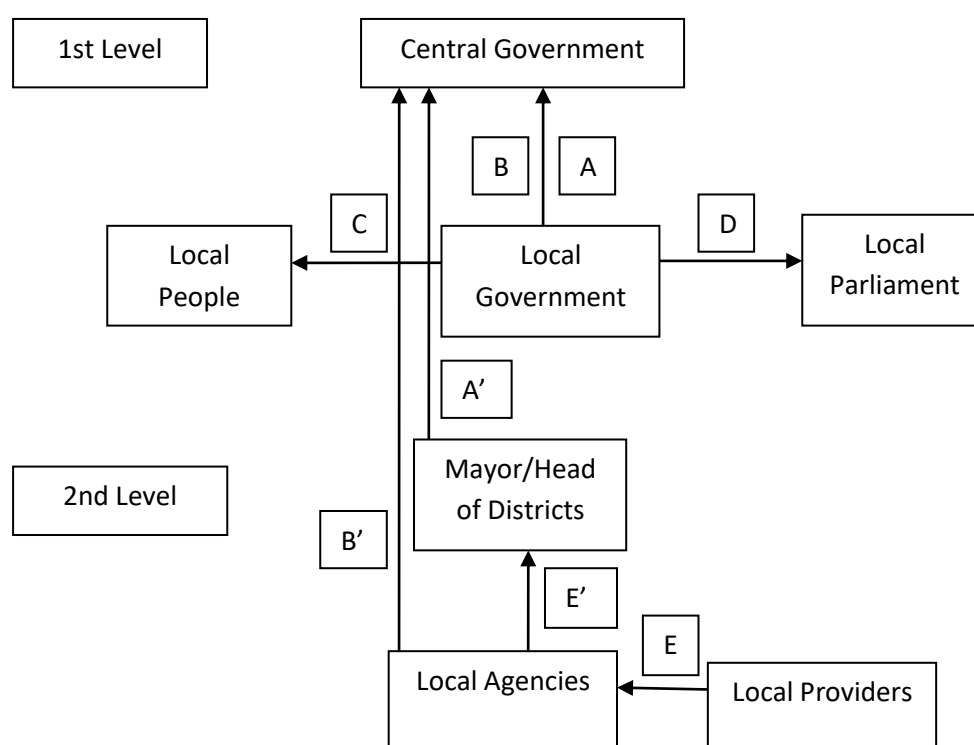 1st Level
Central Government
B
A
C
D
Local
People
Local
Government
Local
Parliament
A’
Mayor/Head
of Districts
2nd Level
B’
E’
E
Local Agencies
Local Providers